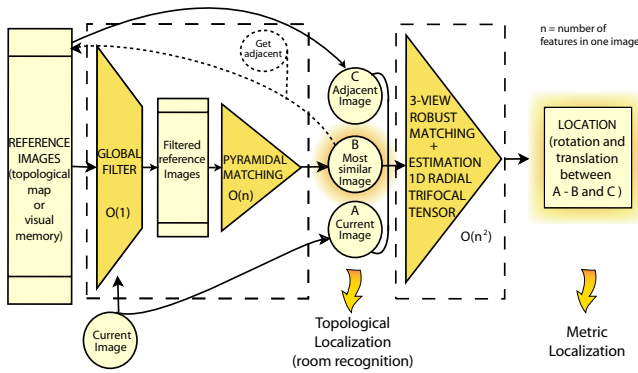 n = number of
features in one image
Get
adjacent
C
Adjacent
Image
3-VIEW
ROBUST
MATCHING
+
ESTIMATION
1D RADIAL
TRIFOCAL
TENSOR
O(n²)
REFERENCE
IMAGES
(topological
map
or
visual
memory)
GLOBAL
FILTER
O(1)
Filtered
reference
Images
PYRAMIDAL
MATCHING
O(n)
B
Most
similar
Image
A
Current
Image
LOCATION
(rotation and
translation
between
A - B and C )
Current
Image
Topological
Localization
(room recognition)
Metric
Localization